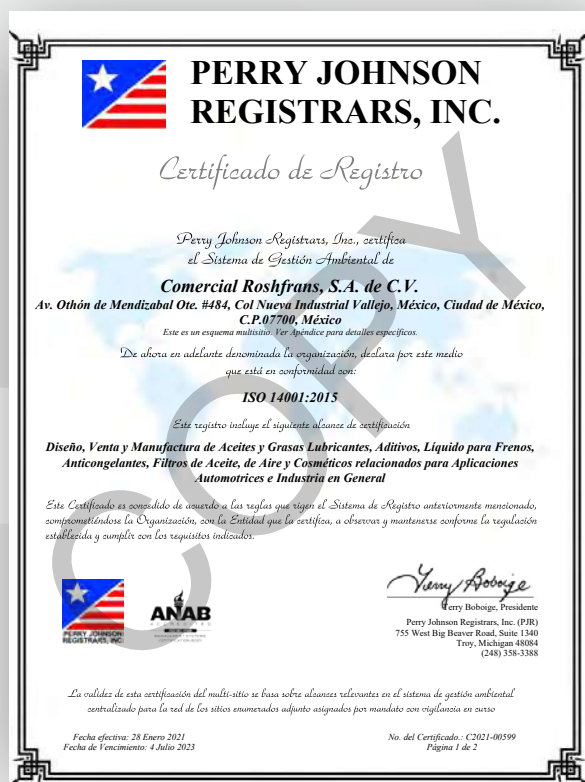 PERRY JOHNSON
REGISTRARS, INC.
Certificado de Registro
Perry Johnson Registrars, Inc., certifica
el Sistema de Gestión Ambiental de
Comercial Roshfrans, S.A. de C.V.
Av. Othón de Mendizabal Ote. #484, Col Nueva Industrial Vallejo, México, Ciudad de México,
C.P.07700, México
Este es un esquema multisitio. Ver Apéndice para detalles específicos.
De ahora en adelante denominada la organización, declara por este medio
que está en conformidad con:
ISO 14001:2015
Este registro incluye el siguiente alcance de certificación
Diseño, Venta y Manufactura de Aceites y Grasas Lubricantes, Aditivos, Líquido para Frenos,
Anticongelantes, Filtros de Aceite, de Aire y Cosméticos relacionados para Aplicaciones
Automotrices e Industria en General
Este Certificado es concedido de acuerdo a las reglas que rigen el Sistema de Registro anteriormente mencionado,
comprometiéndose la Organización, con la Entidad que la certifica, a observar y mantenerse conforme la regulación
establecida y cumplir con los requisitos indicados.
COPY
PERRY JOHNSON
REGISTRARS, INC.
ANAB
ACCREDITED
Terry Boboige
Terry Boboige, Presidente
Perry Johnson Registrars, Inc. (PJR)
755 West Big Beaver Road, Suite 1340
Troy, Michigan 48084
(248) 358-3388
La validez de esta certificación del multi-sitio se basa sobre alcances relevantes en el sistema de gestión ambiental
centralizado para la red de los sitios enumerados adjunto asignados por mandato con vigilancia en curso
Fecha efectiva: 28 Enero 2021
Fecha de Vencimiento: 4 Julio 2023
No. del Certificado.: C2021-00599
Página 1 de 2